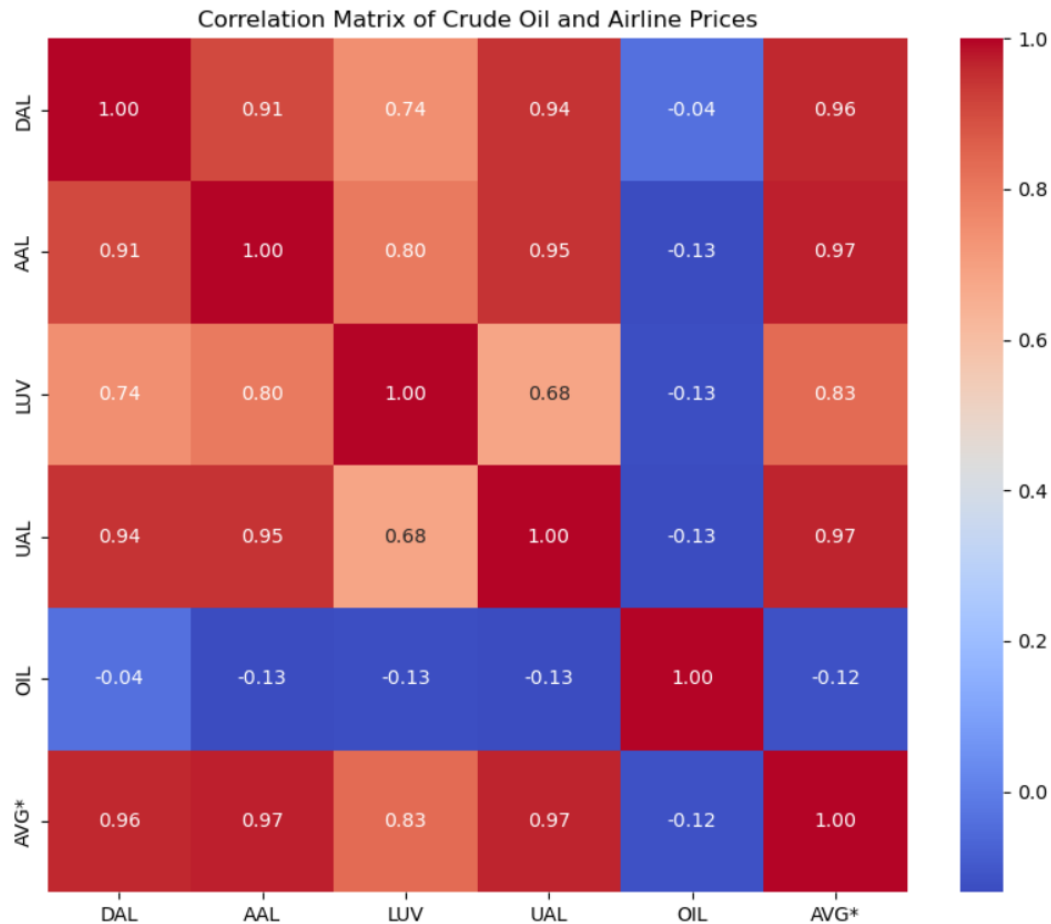 Correlation Matrix of Crude Oil and Airline Prices
DAL 1.00 0.91 0.74 0.94 -0.04 0.96
AAL 0.91 1.00 0.80 0.95 -0.13 0.97
LUV 0.74 0.80 1.00 0.68 -0.13 0.83
UAL 0.94 0.95 0.68 1.00 -0.13 0.97
OIL -0.04 -0.13 -0.13 -0.13 1.00 -0.12
AVG* 0.96 0.97 0.83 0.97 -0.12 1.00
DAL AAL LUV UAL OIL AVG*
1.0
0.8
0.6
0.4
0.2
0.0